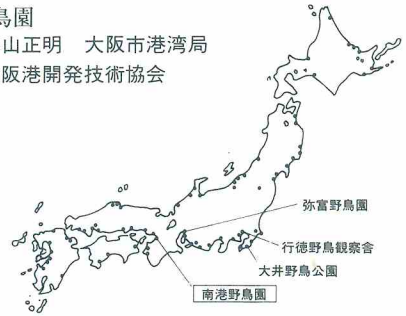 鳥園
山正明 大阪市港湾局
阪港開発技術協会
弥富野鳥園
行徳野鳥観察舎
大井野鳥公園
南港野鳥園